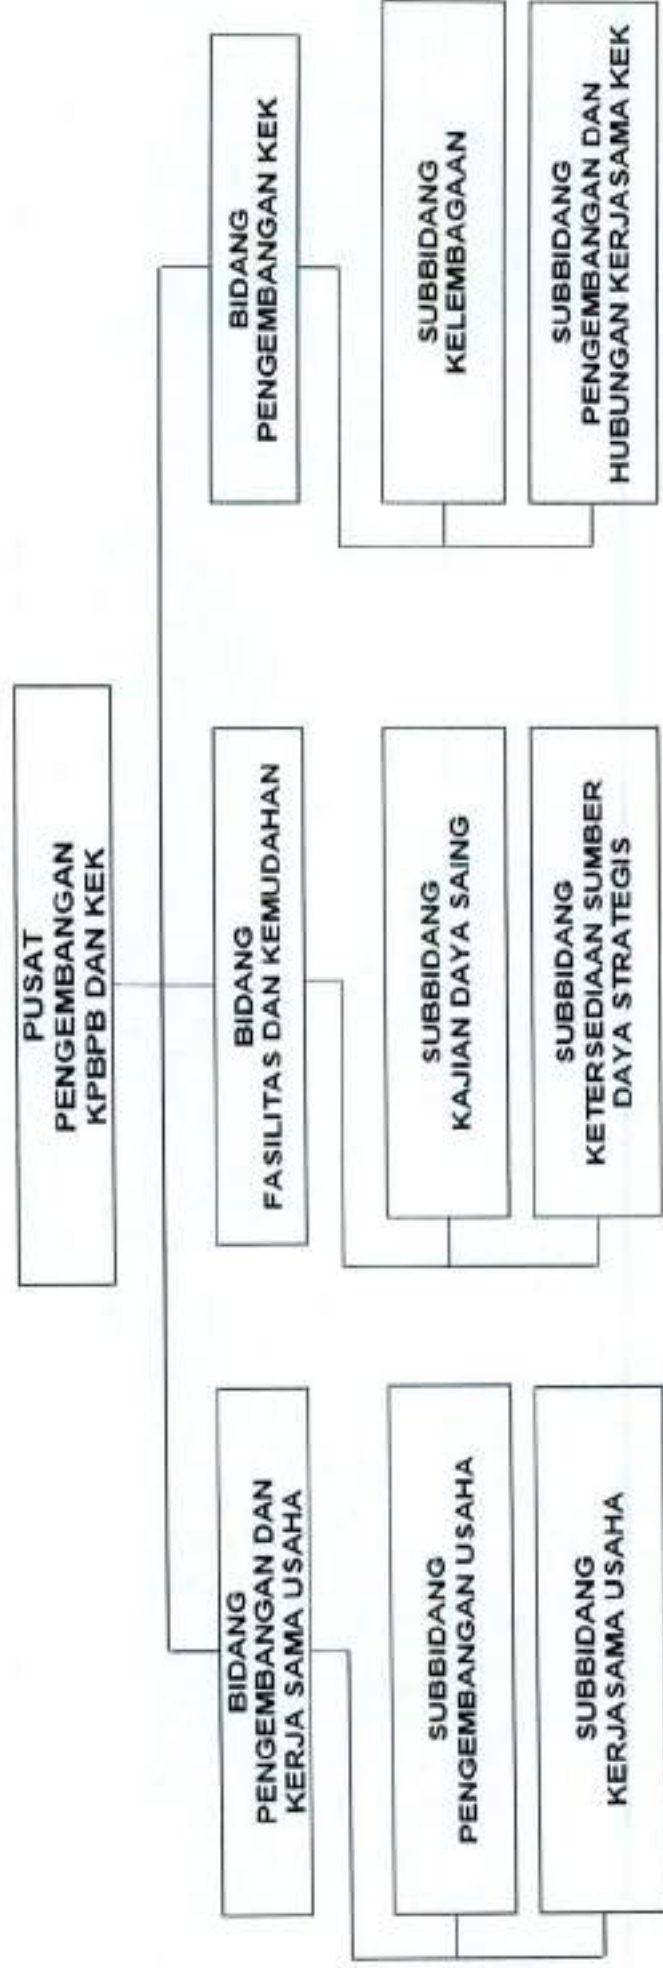 PUSAT
PENGEMBANGAN
KPBPB DAN KEK
BIDANG
PENGEMBANGAN DAN
KERJA SAMA USAHA
SUBBIDANG
PENGEMBANGAN USAHA
SUBBIDANG
KERJASAMA USAHA
BIDANG
FASILITAS DAN KEMUDAHAN
SUBBIDANG
KAJIAN DAYA SAING
SUBBIDANG
KETERSEDIAAN SUMBER
DAYA STRATEGIS
BIDANG
PENGEMBANGAN KEK
SUBBIDANG
KELEMBAGAAN
SUBBIDANG
PENGEMBANGAN DAN
HUBUNGAN KERJASAMA KEK